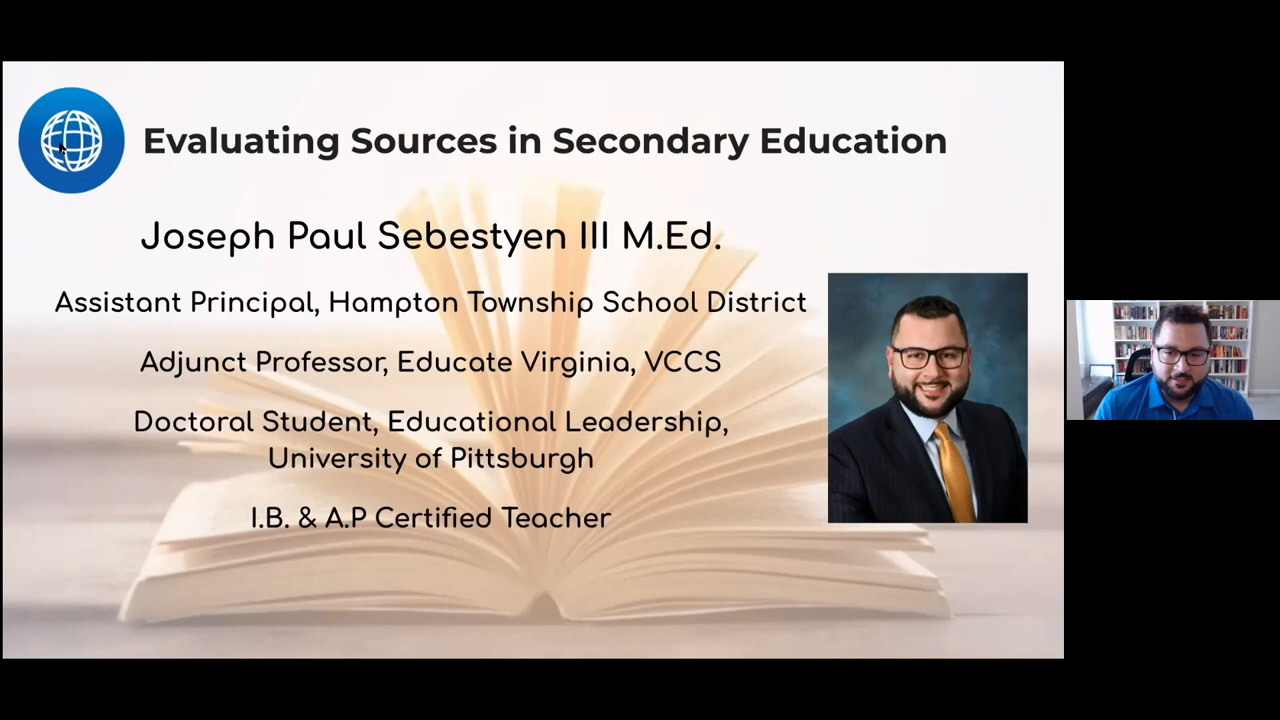 Evaluating Sources in Secondary Education
Joseph Paul Sebestyen III M.Ed.
Assistant Principal, Hampton Township School District
Adjunct Professor, Educate Virginia, VCCS
Doctoral Student, Educational Leadership,
University of Pittsburgh
I.B. & A.P Certified Teacher